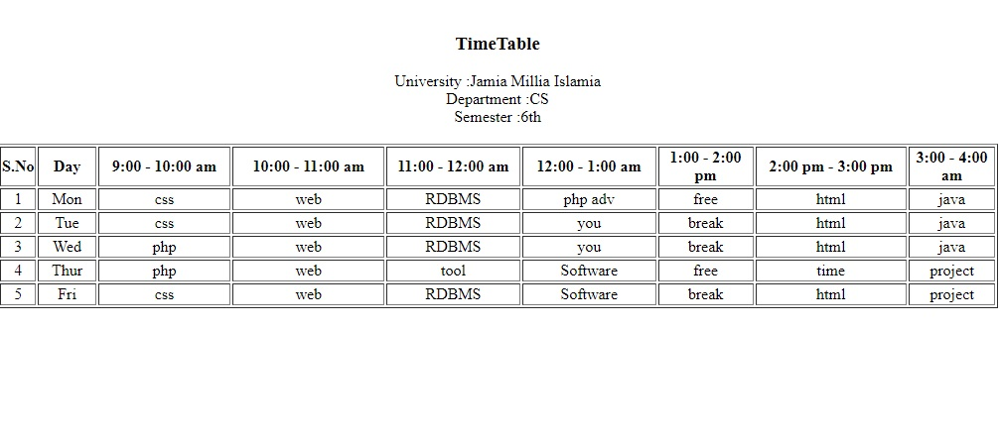 TimeTable
University :Jamia Millia Islamia
Department :CS
Semester :6th
S.No Day 9:00 - 10:00 am 10:00 - 11:00 am 11:00 - 12:00 am 12:00 - 1:00 am 1:00 - 2:00 pm 2:00 pm - 3:00 pm 3:00 - 4:00 am
1 Mon css web RDBMS php adv free html java
2 Tue css web RDBMS you break html java
3 Wed php web RDBMS you break html java
4 Thur php web tool Software free time project
5 Fri css web RDBMS Software break html project